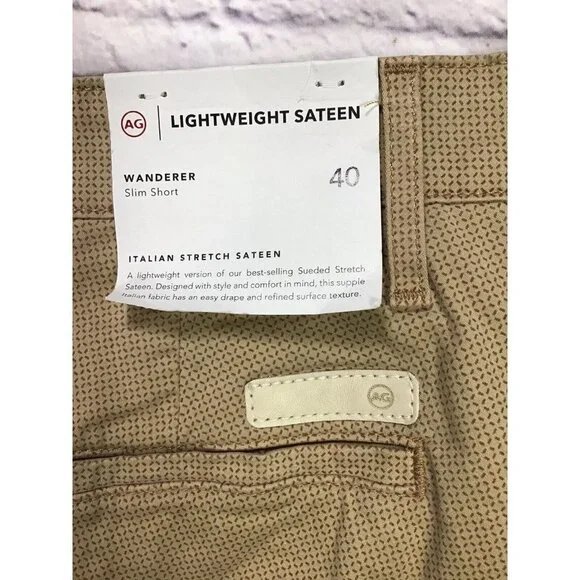 AG LIGHTWEIGHT SATEEN
WANDERER 40
Slim Short
ITALIAN STRETCH SATEEN
A lightweight version of our best-selling Sueded Stretch
Sateen. Designed with style and comfort in mind, this supple
Italian fabric has an easy drape and refined surface texture.
AG